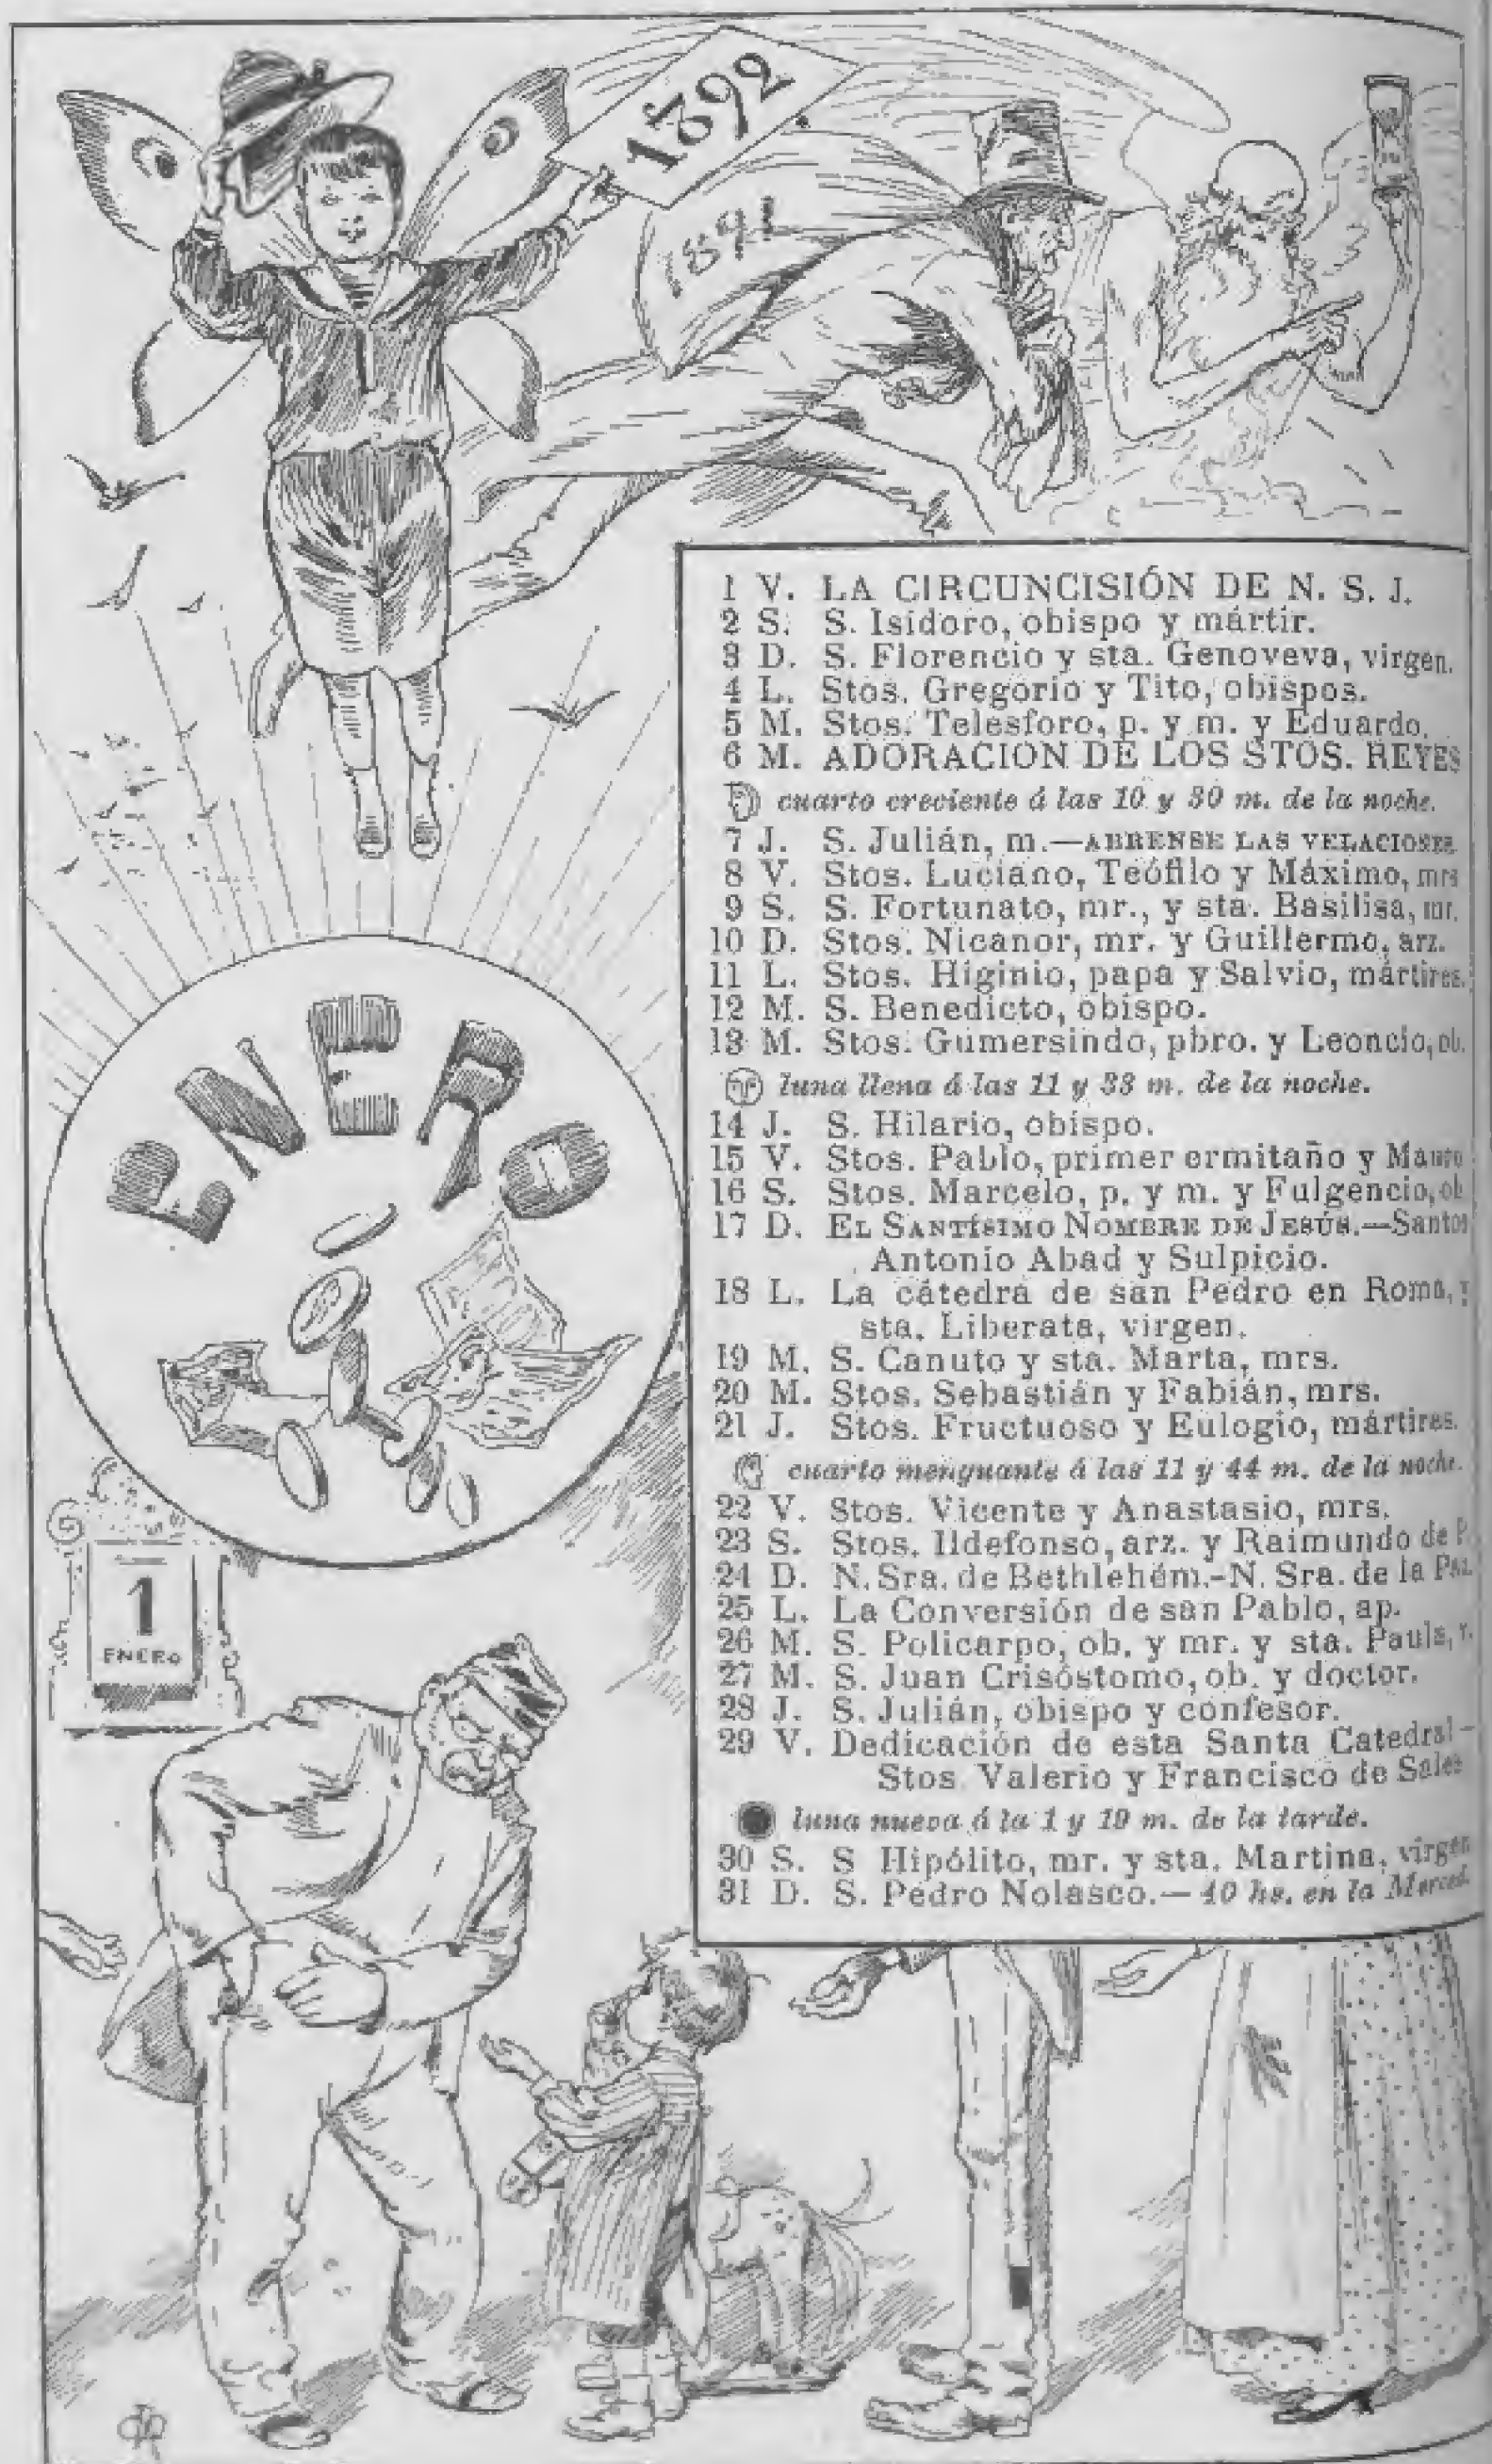 1892
1891
1 V. LA CIRCUNCISIÓN DE N. S. J.
2 S. S. Isidoro, obispo y mártir.
3 D. S. Florencio y sta. Genoveva, virgen.
4 L. Stos. Gregorio y Tito, obispos.
5 M. Stos. Telesforo, p. y m. y Eduardo.
6 M. ADORACION DE LOS STOS. REYES
cuarto creciente á las 10 y 30 m. de la noche.
7 J. S. Julián, m.—ABRENSE LAS VELACIONES
8 V. Stos. Luciano, Teófilo y Máximo, mrs
9 S. S. Fortunato, mr., y sta. Basilisa, mr.
10 D. Stos. Nicanor, mr. y Guillermo, arz.
11 L. Stos. Higinio, papa y Salvio, mártires.
12 M. S. Benedicto, obispo.
13 M. Stos. Gumersindo, pbro. y Leoncio, ob.
luna llena á las 11 y 33 m. de la noche.
14 J. S. Hilario, obispo.
15 V. Stos. Pablo, primer ermitaño y Mauro
16 S. Stos. Marcelo, p. y m. y Fulgencio, ob
17 D. EL SANTÍSIMO NOMBRE DE JESÚS.—Santos
Antonio Abad y Sulpicio.
18 L. La cátedra de san Pedro en Roma, y
sta. Liberata, virgen.
19 M. S. Canuto y sta. Marta, mrs.
20 M. Stos. Sebastián y Fabián, mrs.
21 J. Stos. Fructuoso y Eulogio, mártires.
cuarto menguante á las 11 y 44 m. de la noche.
22 V. Stos. Vicente y Anastasio, mrs.
23 S. Stos. Ildefonso, arz. y Raimundo de P.
24 D. N. Sra. de Bethlehém.-N. Sra. de la Paz.
25 L. La Conversión de san Pablo, ap.
26 M. S. Policarpo, ob. y mr. y sta. Paula, v.
27 M. S. Juan Crisóstomo, ob. y doctor.
28 J. S. Julián, obispo y confesor.
29 V. Dedicación de esta Santa Catedral—
Stos. Valerio y Francisco de Sales
luna nueva á la 1 y 19 m. de la tarde.
30 S. S Hipólito, mr. y sta. Martina, virgen
31 D. S. Pedro Nolasco.—40 hs. en la Merced.
ENERO
1
ENERO